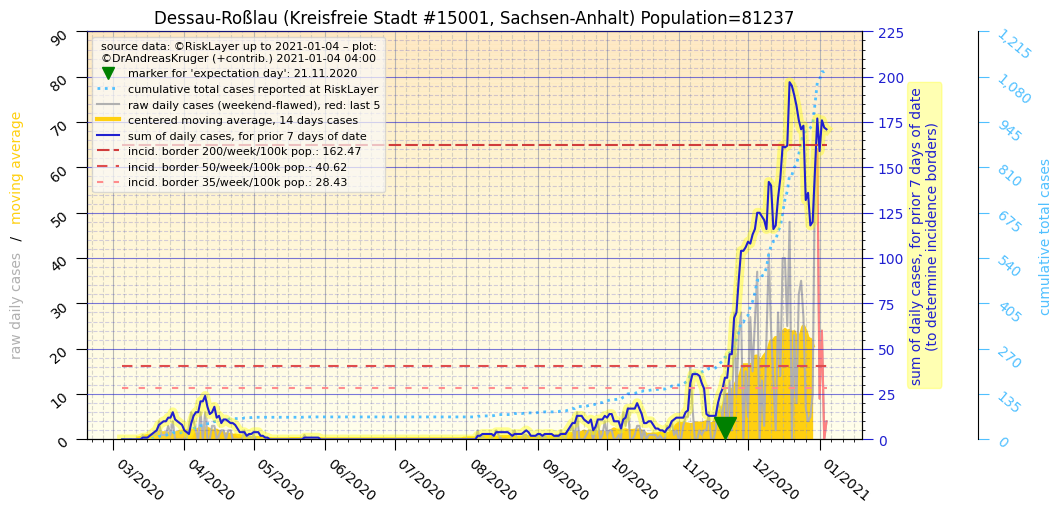 Dessau-Roßlau (Kreisfreie Stadt #15001, Sachsen-Anhalt) Population=81237
source data: ©RiskLayer up to 2021-01-04 – plot:
©DrAndreasKruger (+contrib.) 2021-01-04 04:00
marker for 'expectation day': 21.11.2020
cumulative total cases reported at RiskLayer
raw daily cases (weekend-flawed), red: last 5
centered moving average, 14 days cases
sum of daily cases, for prior 7 days of date
incid. border 200/week/100k pop.: 162.47
incid. border 50/week/100k pop.: 40.62
incid. border 35/week/100k pop.: 28.43
raw daily cases / moving average
90
80
70
60
50
40
30
20
10
0
03/2020
04/2020
05/2020
06/2020
07/2020
08/2020
09/2020
10/2020
11/2020
12/2020
01/2021
225
200
175
150
125
100
75
50
25
0
sum of daily cases, for prior 7 days of date
(to determine incidence borders)
1,215
1,080
945
810
675
540
405
270
135
0
cumulative total cases